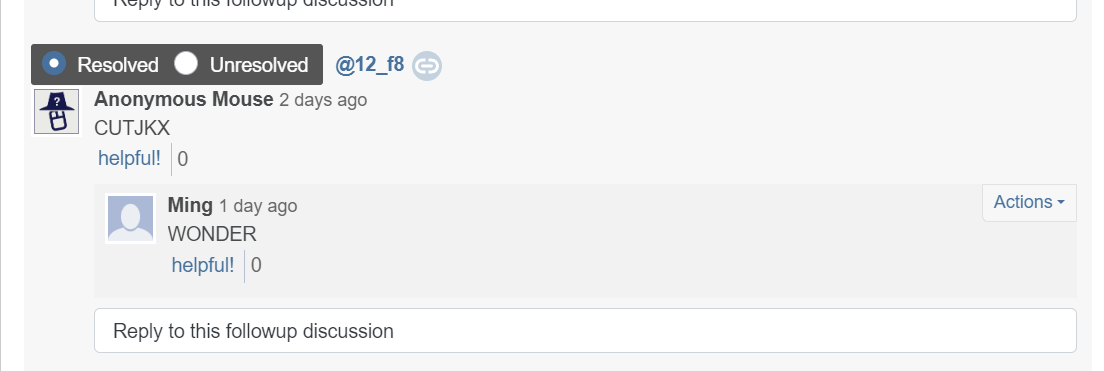 Reply to this followup discussion
Resolved Unresolved @12_f8
Anonymous Mouse 2 days ago
?
CUTJKX
helpful! 0
Ming 1 day ago
Actions
WONDER
helpful! 0
Reply to this followup discussion